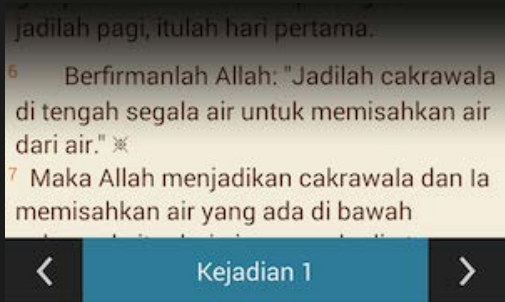 jadilah pagi, itulah hari pertama.
6 Berfirmanlah Allah: "Jadilah cakrawala
di tengah segala air untuk memisahkan air
dari air." ※
7 Maka Allah menjadikan cakrawala dan Ia
memisahkan air yang ada di bawah
Kejadian 1